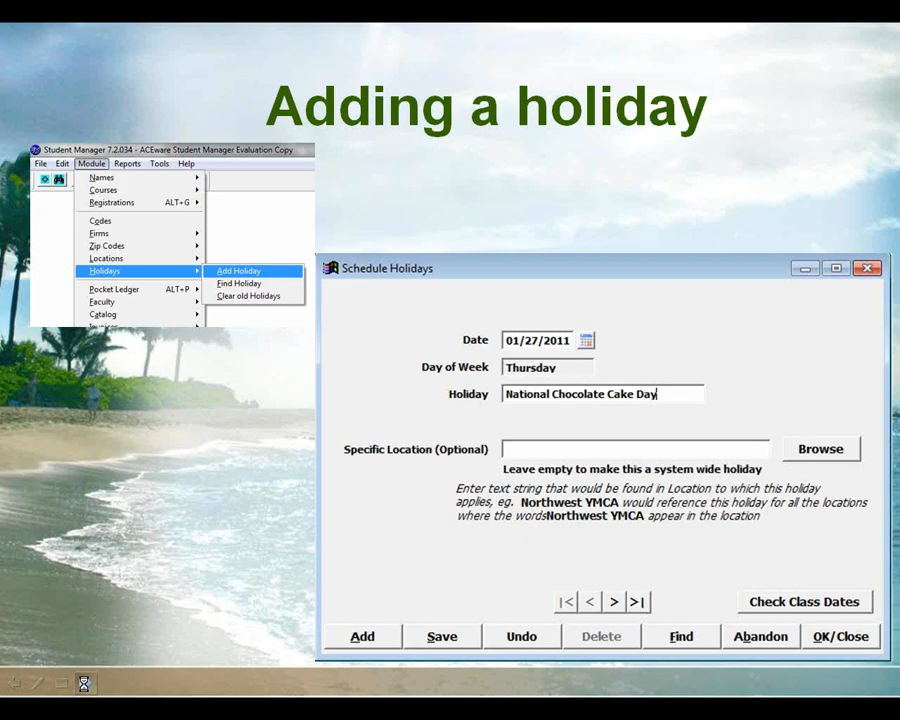 Adding a holiday
Student Manager 7.2.034 - ACEware Student Manager Evaluation Copy
File Edit Module Reports Tools Help
Names
Courses
Registrations ALT+G
Codes
Firms
Zip Codes
Locations
Holidays
Add Holiday
Find Holiday
Clear old Holidays
Pocket Ledger ALT+P
Faculty
Catalog
Schedule Holidays
Date 01/27/2011
Day of Week Thursday
Holiday National Chocolate Cake Day
Specific Location (Optional) Browse
Leave empty to make this a system wide holiday
Enter text string that would be found in Location to which this holiday
applies, eg. Northwest YMCA would reference this holiday for all the locations
where the wordsNorthwest YMCA appear in the location
|< < > >| Check Class Dates
Add Save Undo Delete Find Abandon OK/Close